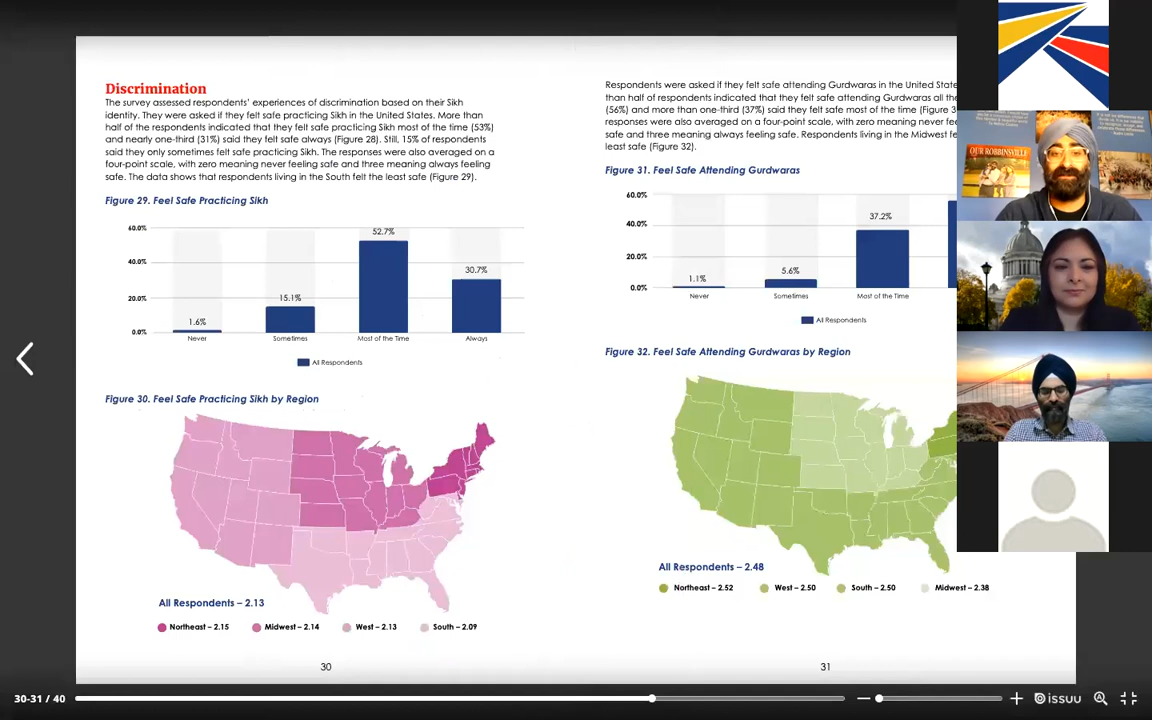 Discrimination
The survey assessed respondents' experiences of discrimination based on their Sikh
identity. They were asked if they felt safe practicing Sikh in the United States. More than
half of the respondents indicated that they felt safe practicing Sikh most of the time (53%)
and nearly one-third (31%) said they felt safe always (Figure 28). Still, 15% of respondents
said they only sometimes felt safe practicing Sikh. The responses were also averaged on a
four-point scale, with zero meaning never feeling safe and three meaning always feeling
safe. The data shows that respondents living in the South felt the least safe (Figure 29).
Figure 29. Feel Safe Practicing Sikh
60.0%
40.0%
20.0%
0.0%
1.6%
15.1%
52.7%
30.7%
Never
Sometimes
Most of the Time
Always
All Respondents
Figure 30. Feel Safe Practicing Sikh by Region
All Respondents – 2.13
Northeast – 2.15
Midwest – 2.14
West – 2.13
South – 2.09
30
Respondents were asked if they felt safe attending Gurdwaras in the United State
than half of respondents indicated that they felt safe attending Gurdwaras all the
(56%) and more than one-third (37%) said they felt safe most of the time (Figure 3
responses were also averaged on a four-point scale, with zero meaning never fee
safe and three meaning always feeling safe. Respondents living in the Midwest fe
least safe (Figure 32).
Figure 31. Feel Safe Attending Gurdwaras
60.0%
40.0%
20.0%
0.0%
1.1%
5.6%
37.2%
Never
Sometimes
Most of the Time
All Respondents
Figure 32. Feel Safe Attending Gurdwaras by Region
All Respondents – 2.48
Northeast – 2.52
West – 2.50
South – 2.50
Midwest – 2.38
31
OUR ROBBINSVILLE
30-31 / 40
issuu